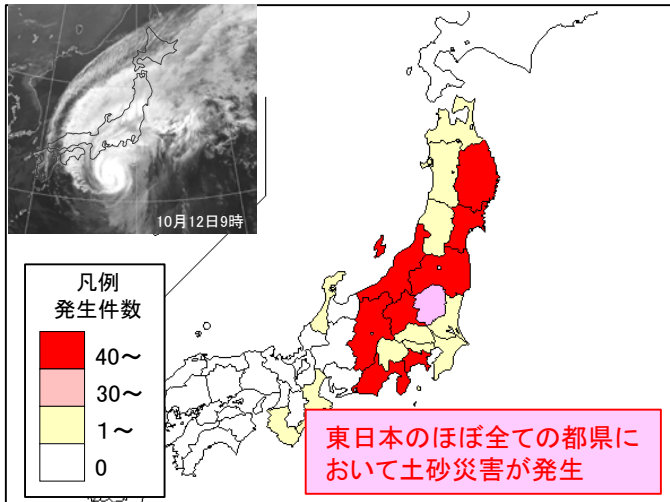 10月12日9時
凡例
発生件数
40～
30～
1～
0
東日本のほぼ全ての都県に
おいて土砂災害が発生